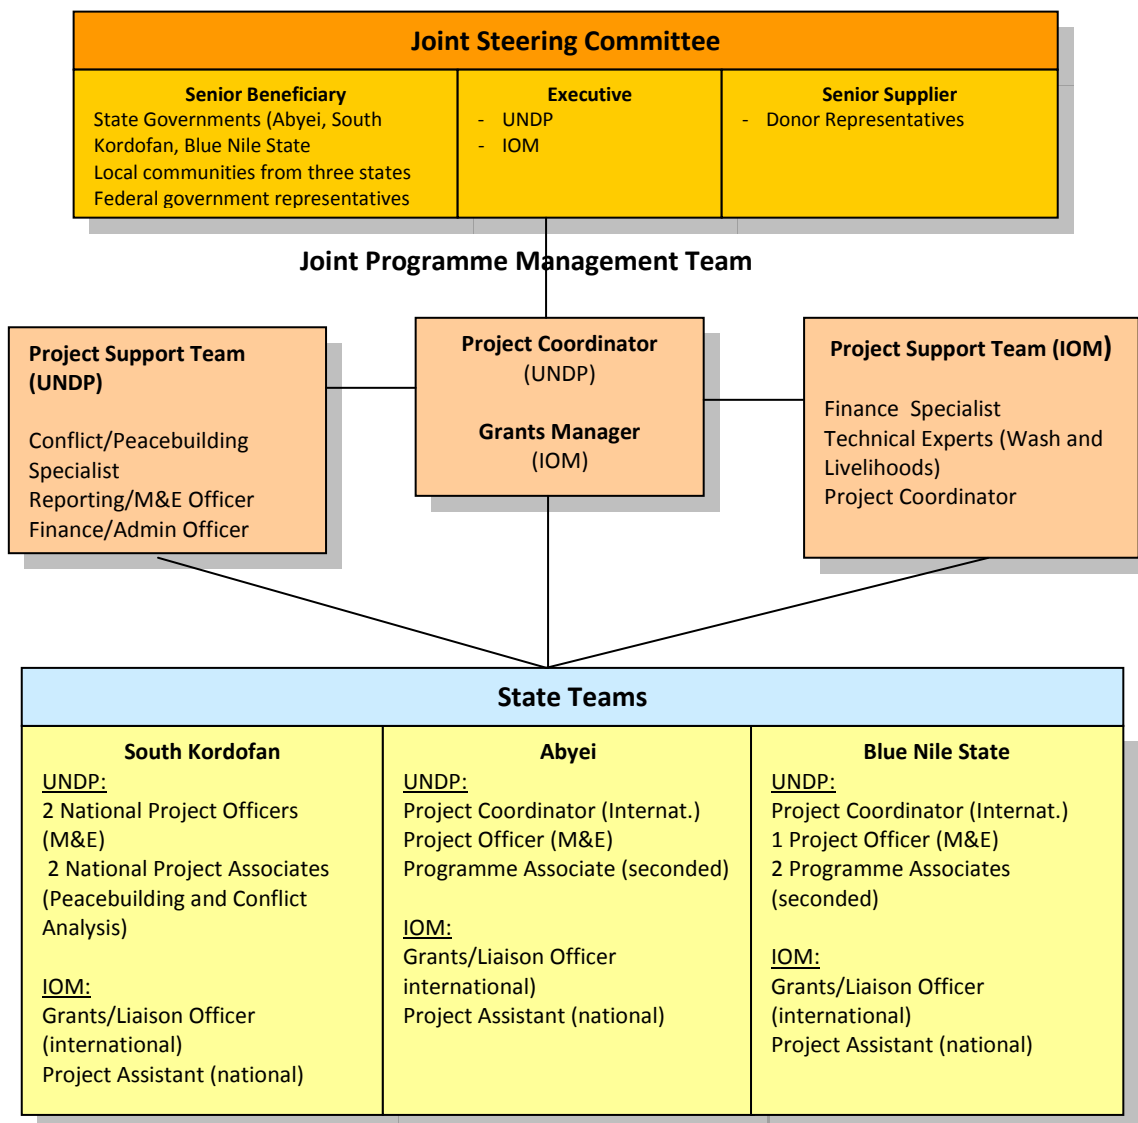 Joint Steering Committee
Senior Beneficiary
State Governments (Abyei, South
Kordofan, Blue Nile State
Local communities from three states
Federal government representatives
Executive
- UNDP
- IOM
Senior Supplier
- Donor Representatives
Joint Programme Management Team
Project Support Team
(UNDP)
Conflict/Peacebuilding
Specialist
Reporting/M&E Officer
Finance/Admin Officer
Project Coordinator
(UNDP)
Grants Manager
(IOM)
Project Support Team (IOM)
Finance Specialist
Technical Experts (Wash and
Livelihoods)
Project Coordinator
State Teams
South Kordofan
UNDP:
2 National Project Officers
(M&E)
2 National Project Associates
(Peacebuilding and Conflict
Analysis)
IOM:
Grants/Liaison Officer
(international)
Project Assistant (national)
Abyei
UNDP:
Project Coordinator (Internat.)
Project Officer (M&E)
Programme Associate (seconded)
IOM:
Grants/Liaison Officer
international)
Project Assistant (national)
Blue Nile State
UNDP:
Project Coordinator (Internat.)
1 Project Officer (M&E)
2 Programme Associates
(seconded)
IOM:
Grants/Liaison Officer
(international)
Project Assistant (national)